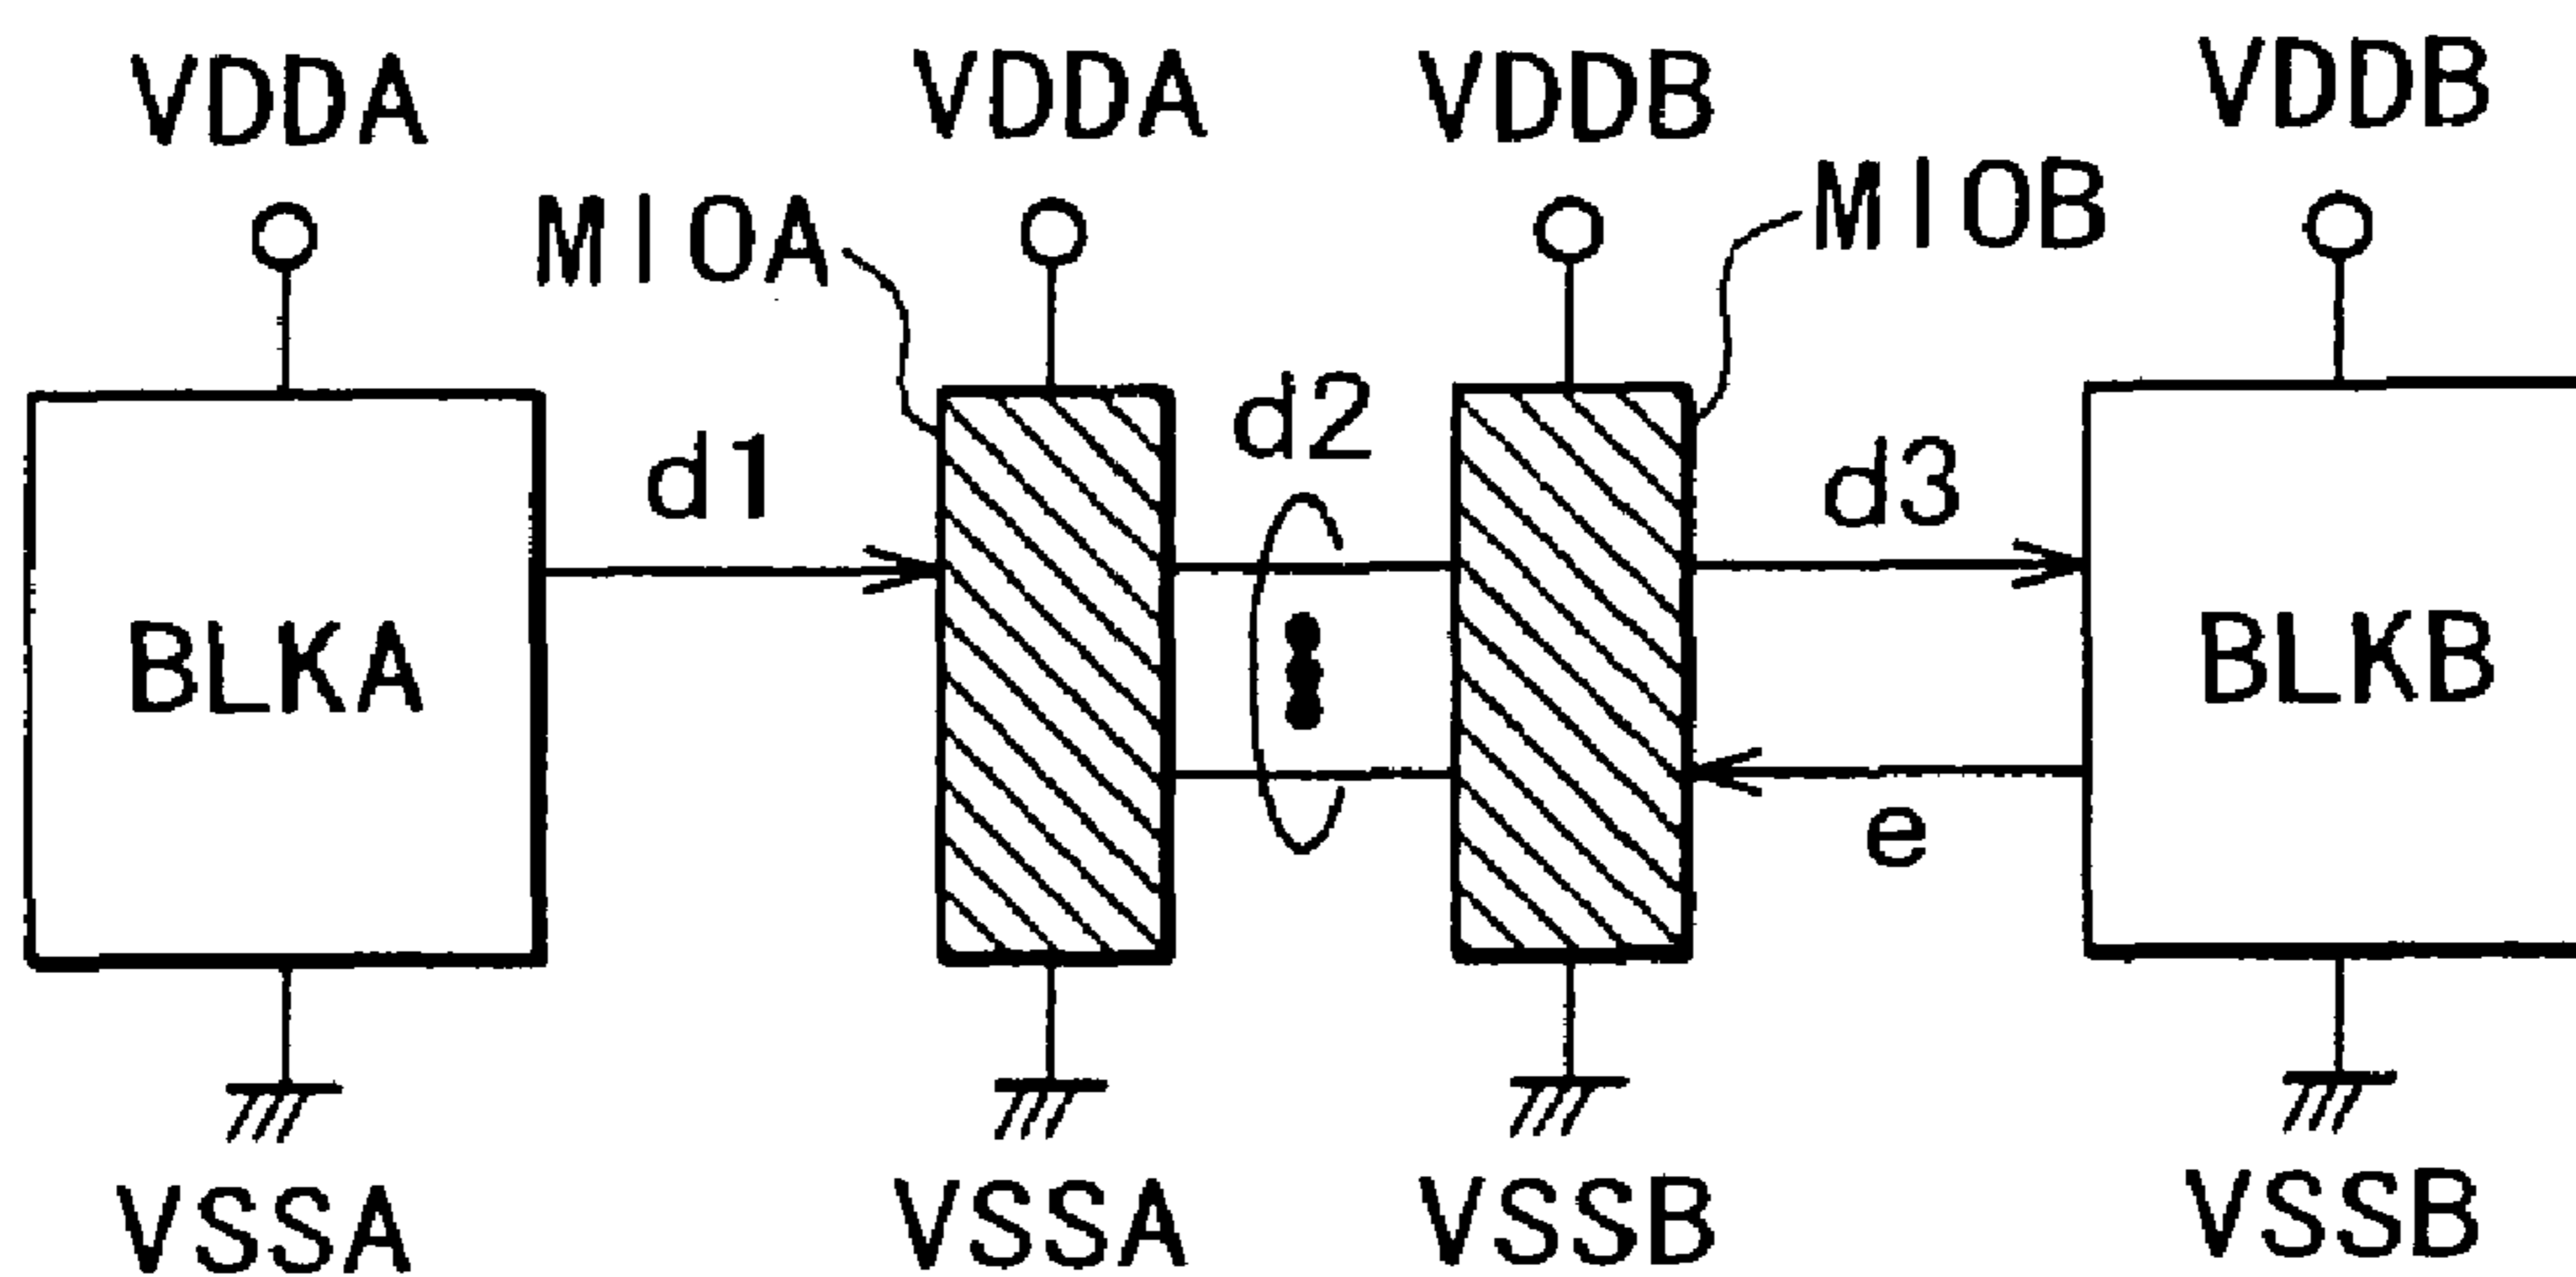 VDDA VDDA VDDB VDDB
MIOA MIOB
d1 d2 d3
BLKA BLKB
e
VSSA VSSA VSSB VSSB